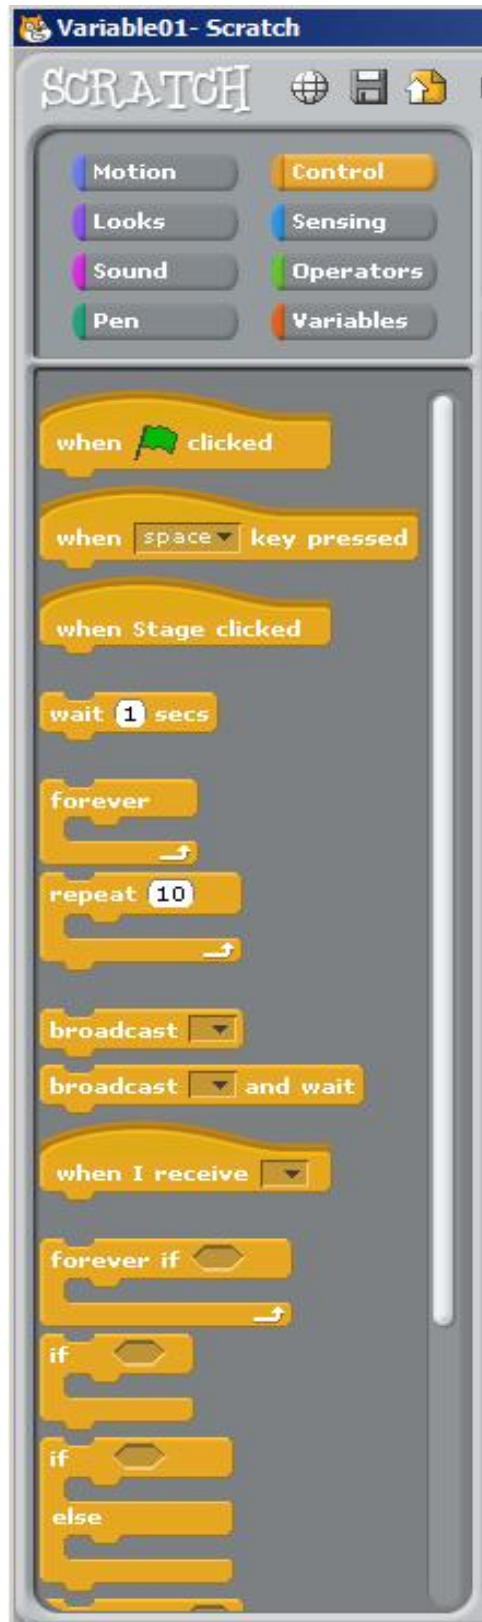 Variable01- Scratch
SCRATCH
Motion Control
Looks Sensing
Sound Operators
Pen Variables
when clicked
when space key pressed
when Stage clicked
wait 1 secs
forever
repeat 10
broadcast
broadcast and wait
when I receive
forever if
if
if
else